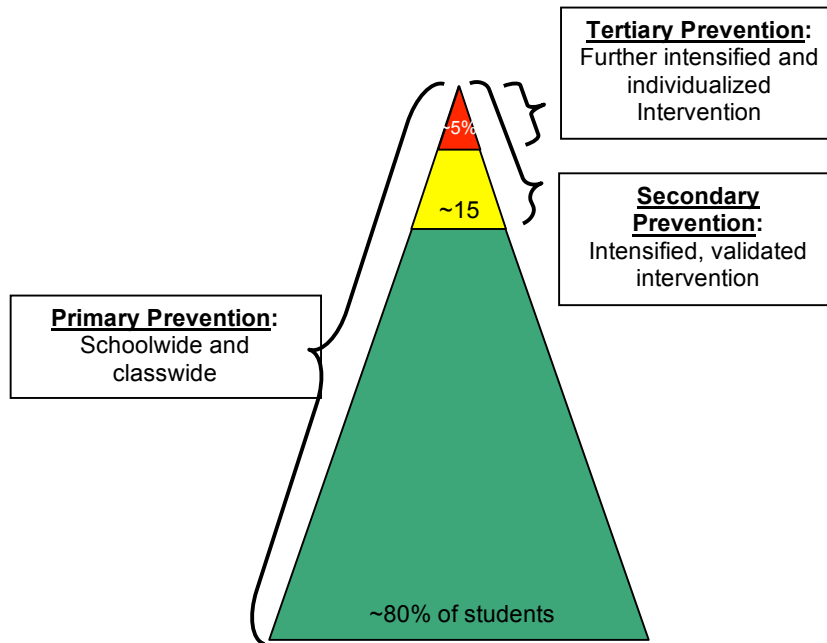 Tertiary Prevention:
Further intensified and
individualized
Intervention
~5%
~15
Secondary
Prevention:
Intensified, validated
intervention
Primary Prevention:
Schoolwide and
classwide
~80% of students